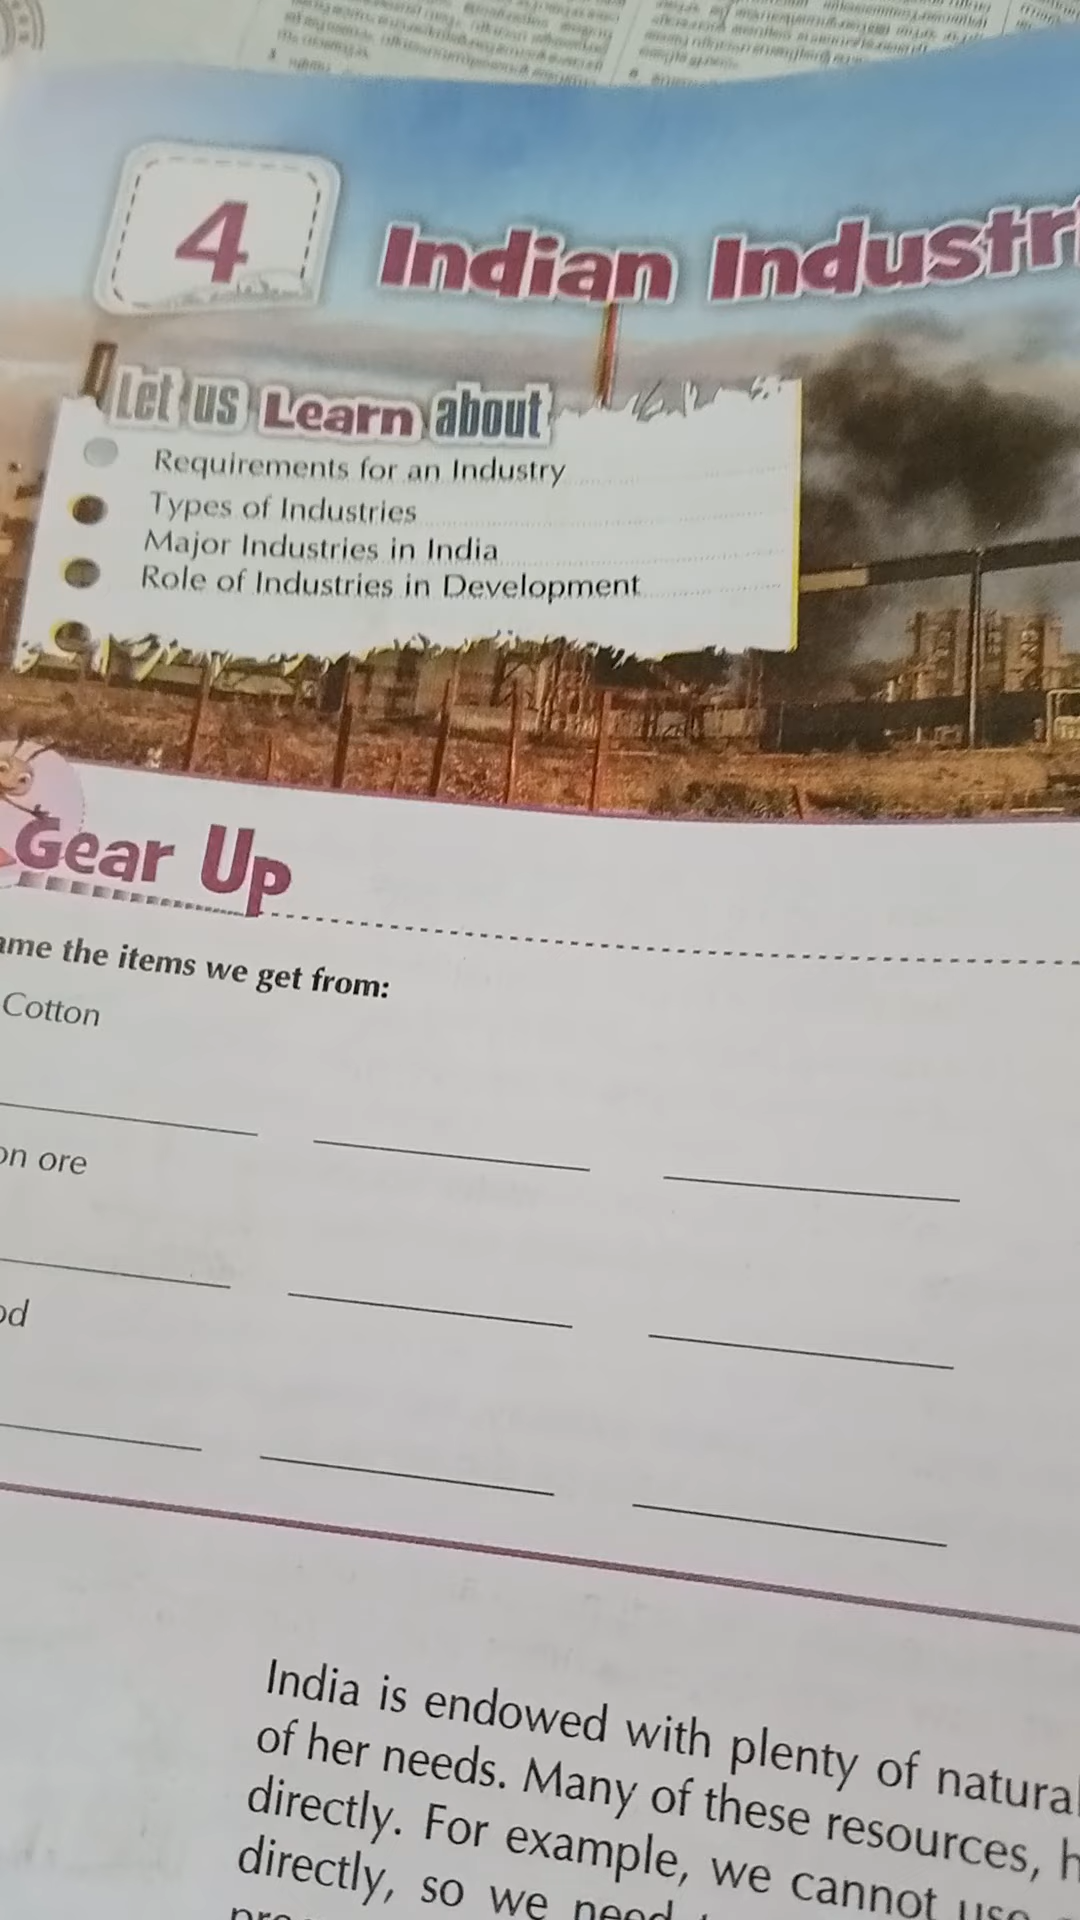 4
Indian Industri
Let us Learn about
Requirements for an Industry
Types of Industries
Major Industries in India
Role of Industries in Development
Gear Up
ame the items we get from:
Cotton
on ore
od
India is endowed with plenty of natural
of her needs. Many of these resources, h
directly. For example, we cannot use
directly, so we need